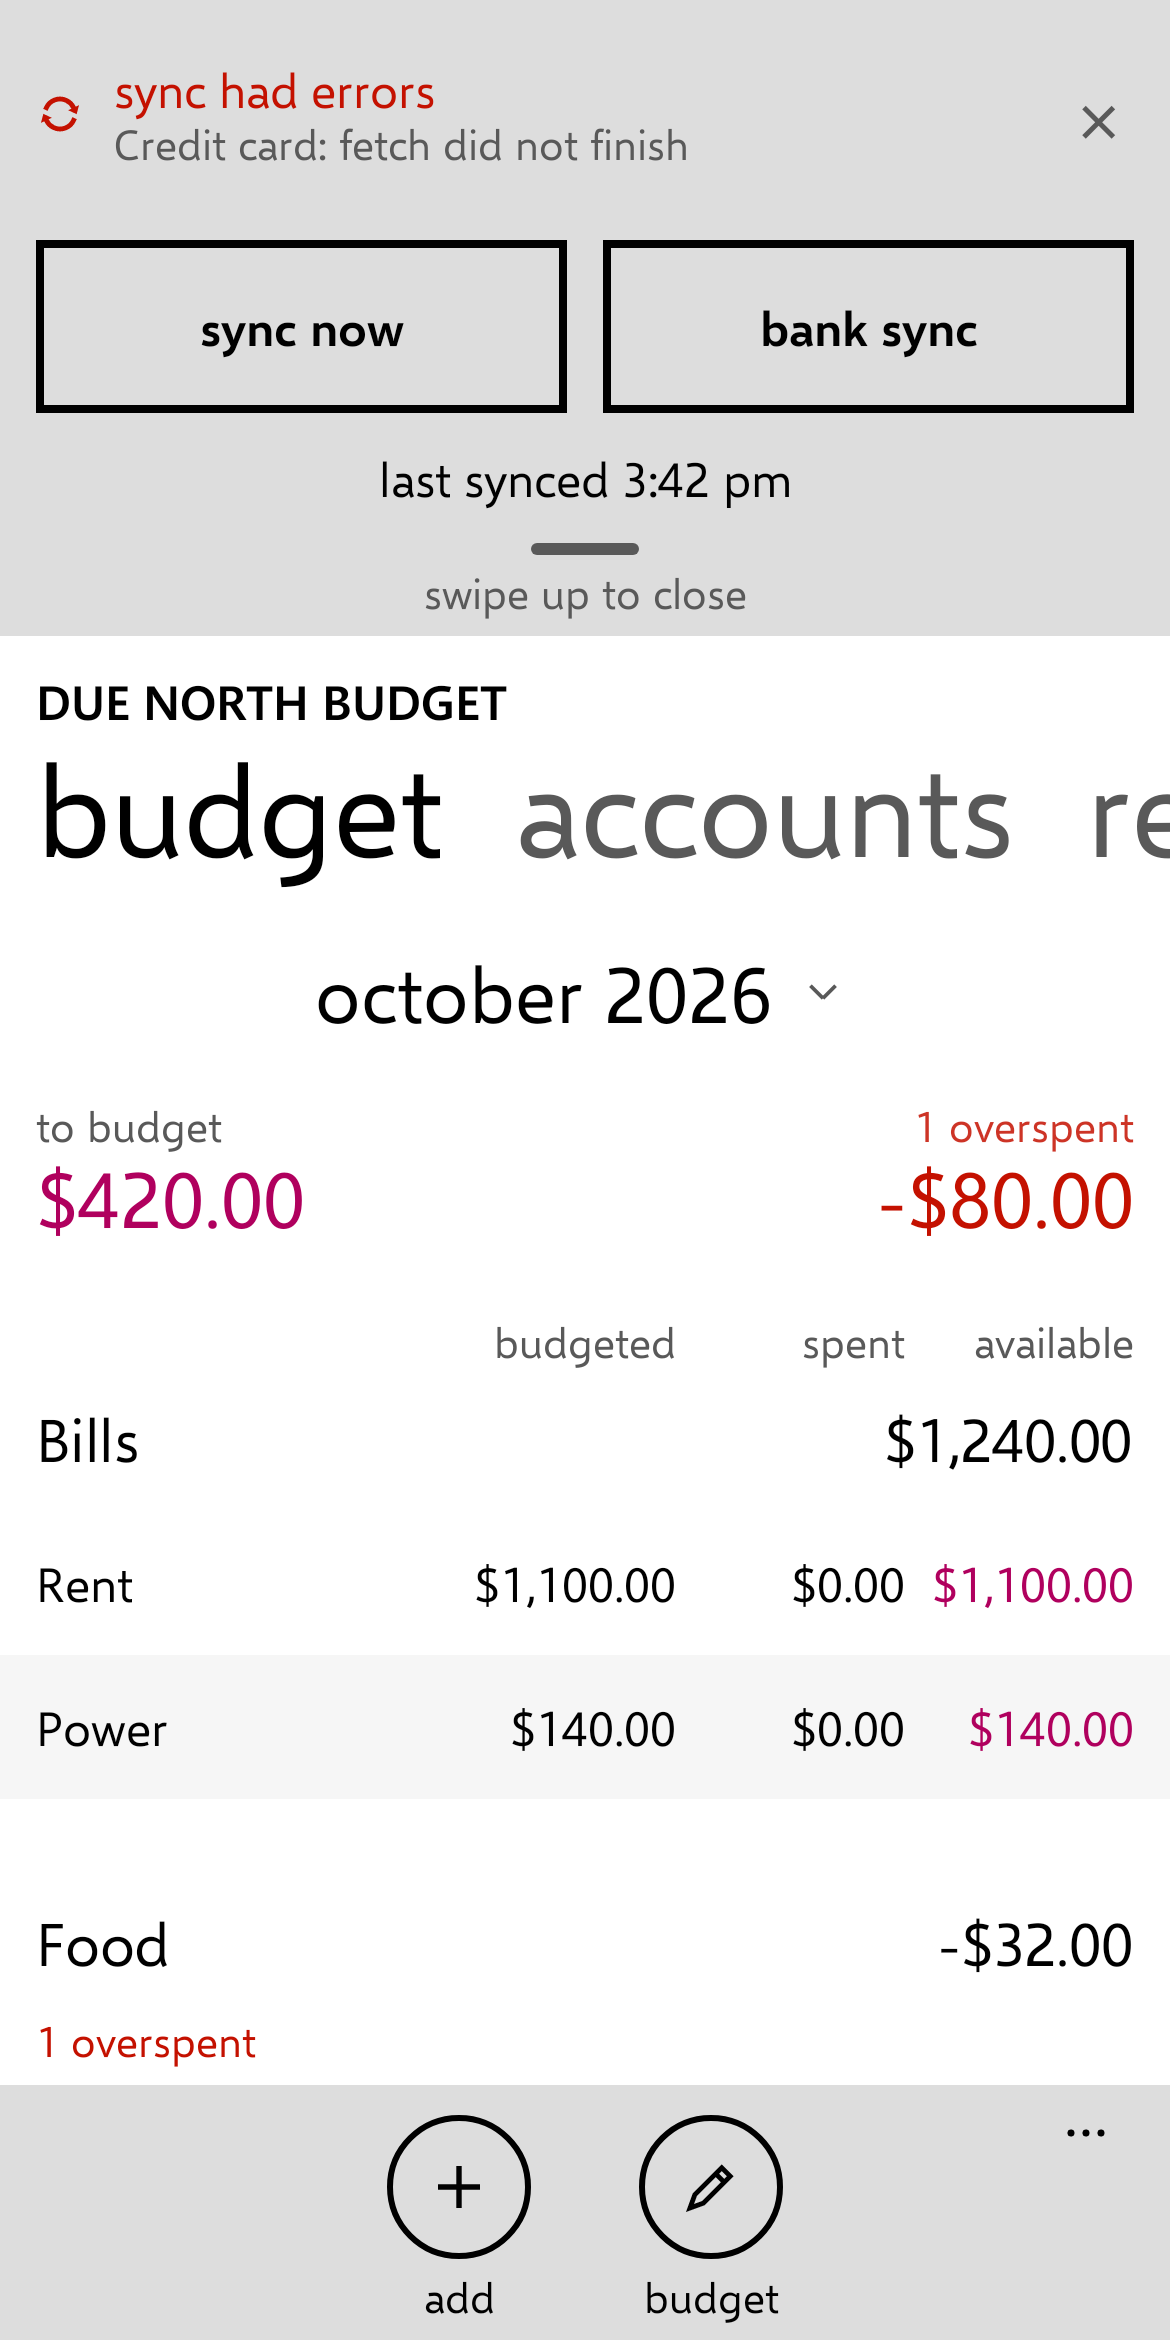 sync had errors
Credit card: fetch did not finish
sync now
bank sync
last synced 3:42 pm
swipe up to close
DUE NORTH BUDGET
budget accounts re
october 2026
to budget
1 overspent
$420.00
-$80.00
budgeted spent available
Bills $1,240.00
Rent $1,100.00 $0.00 $1,100.00
Power $140.00 $0.00 $140.00
Food -$32.00
1 overspent
...
add budget